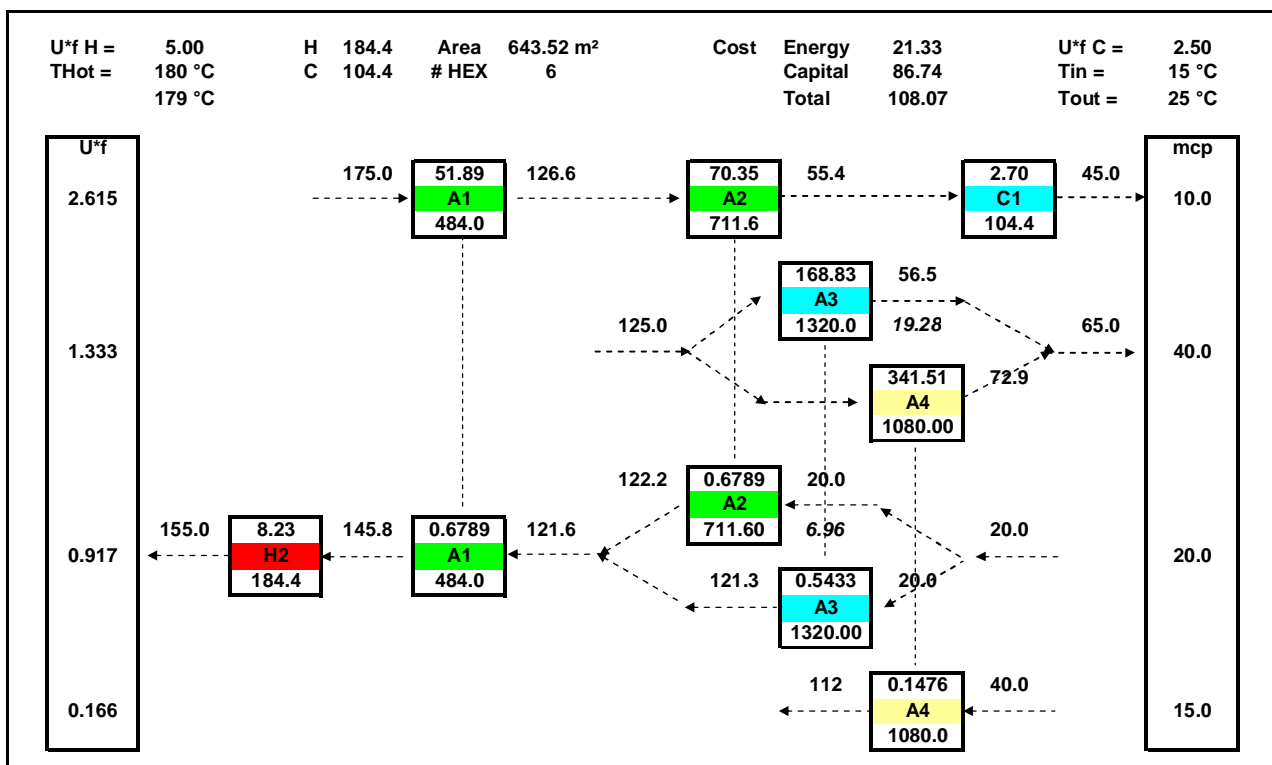 U*f H = 5.00 H 184.4 Area 643.52 m² Cost Energy 21.33 U*f C = 2.50
THot = 180 °C C 104.4 # HEX 6 Capital 86.74 Tin = 15 °C
179 °C Total 108.07 Tout = 25 °C
U*f mcp
175.0 51.89 126.6 70.35 55.4 2.70 45.0
2.615 A1 A2 C1 10.0
484.0 711.6 104.4
168.83 56.5
A3
125.0 1320.0 19.28 65.0
1.333 40.0
341.51 72.9
A4
1080.00
122.2 0.6789 20.0
A2
155.0 8.23 145.8 0.6789 121.6 711.60 6.96 20.0
0.917 H2 A1 20.0
184.4 484.0 121.3 0.5433 20.0
A3
1320.00
112 0.1476 40.0
0.166 A4 15.0
1080.0